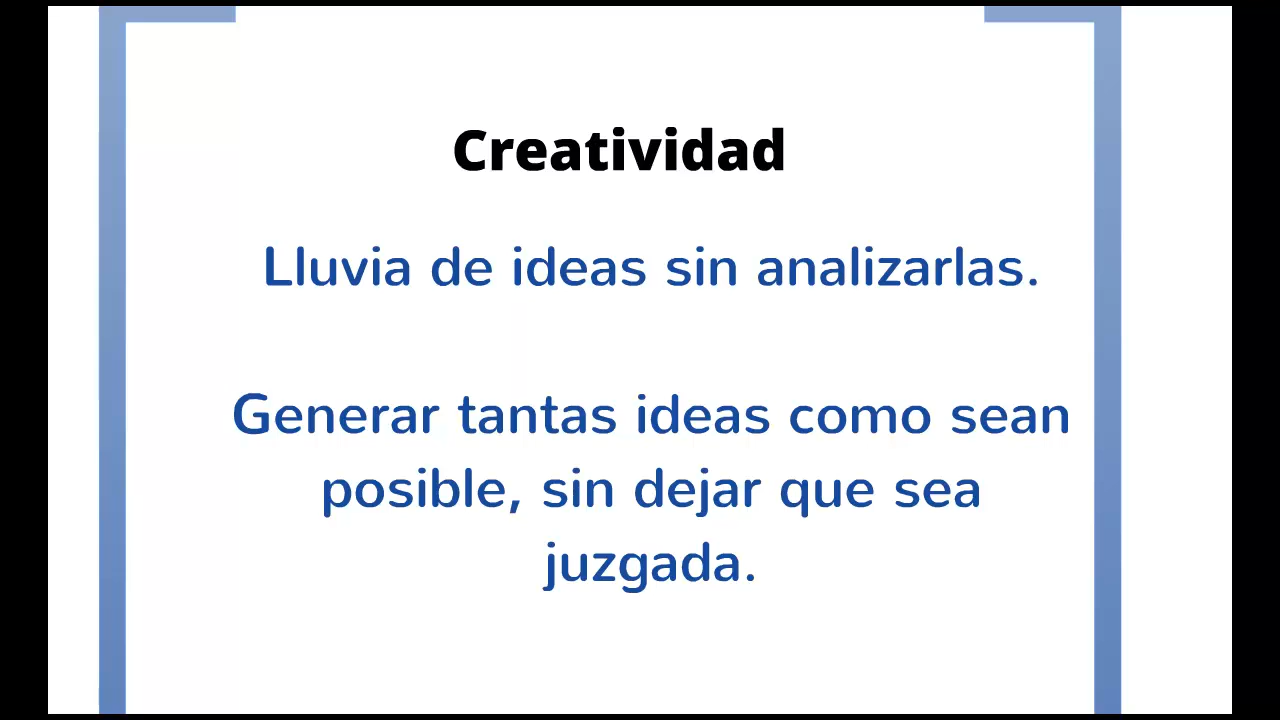 Creatividad
Lluvia de ideas sin analizarlas.
Generar tantas ideas como sean
posible, sin dejar que sea
juzgada.